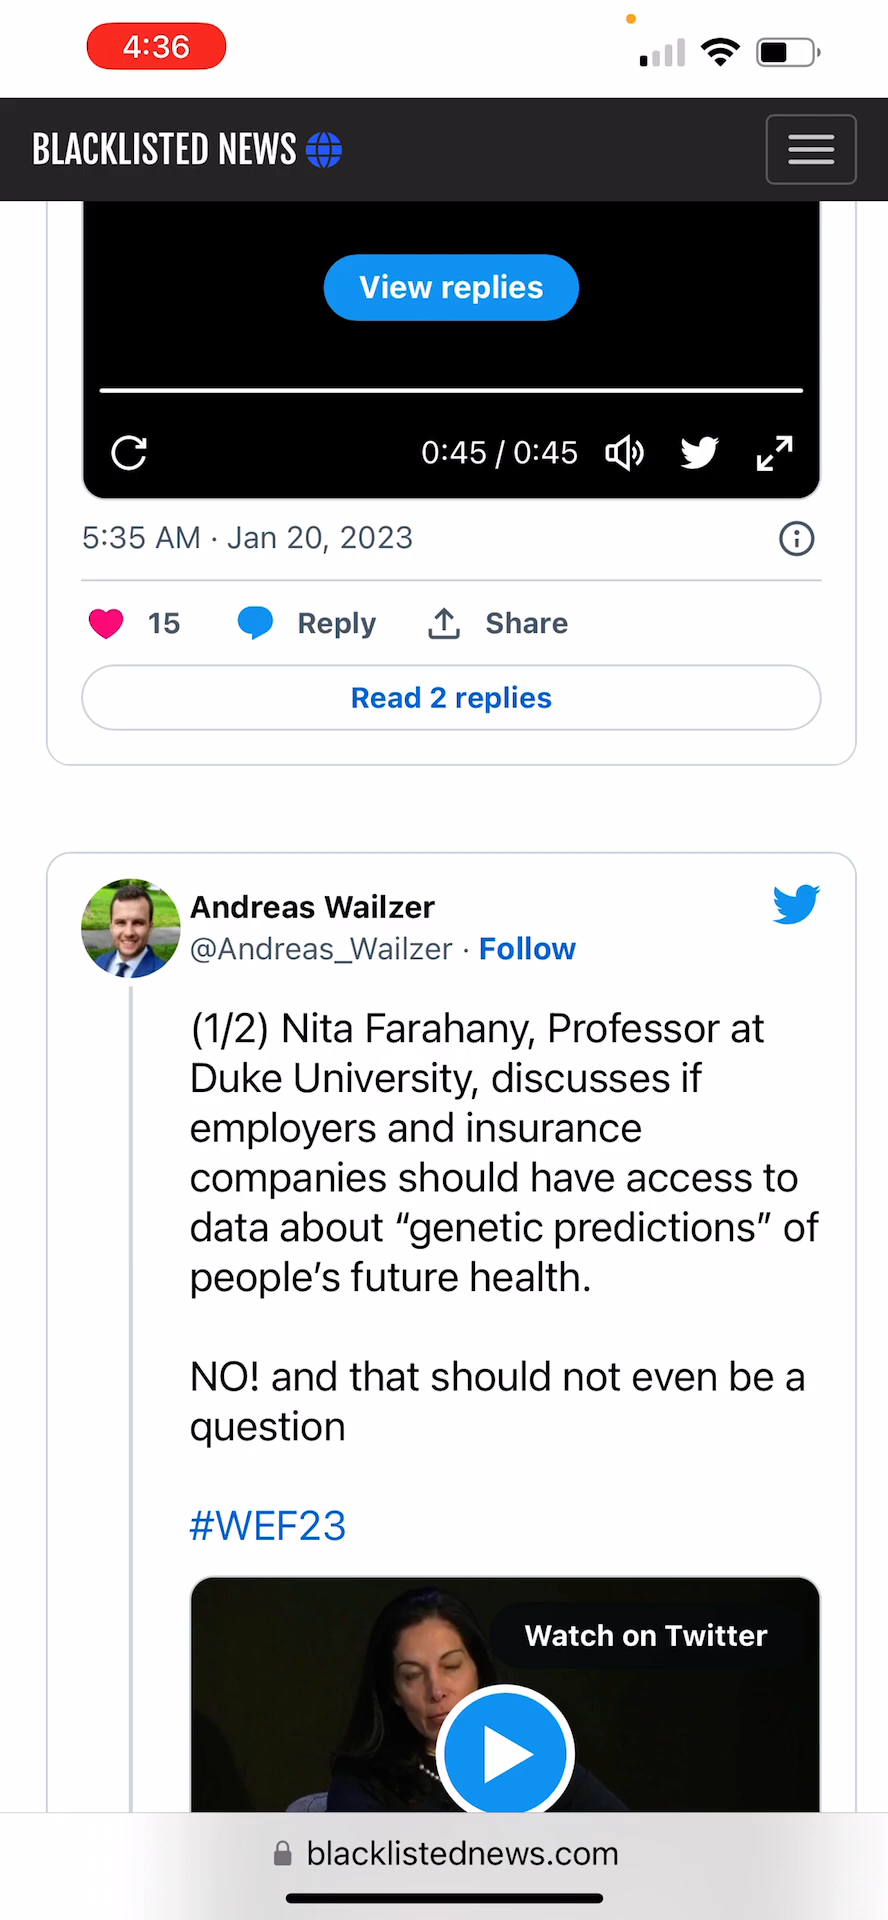 4:36
BLACKLISTED NEWS
View replies
0:45 / 0:45
5:35 AM · Jan 20, 2023
15 Reply Share
Read 2 replies
Andreas Wailzer
@Andreas_Wailzer · Follow
(1/2) Nita Farahany, Professor at
Duke University, discusses if
employers and insurance
companies should have access to
data about “genetic predictions” of
people’s future health.
NO! and that should not even be a
question
#WEF23
Watch on Twitter
blacklistednews.com